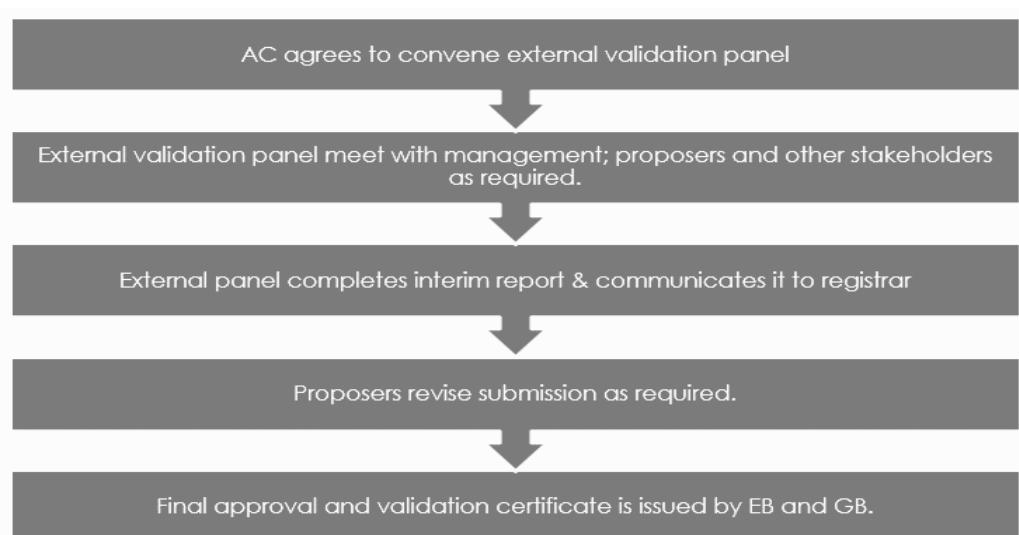 AC agrees to convene external validation panel
External validation panel meet with management; proposers and other stakeholders
as required.
External panel completes interim report & communicates it to registrar
Proposers revise submission as required.
Final approval and validation certificate is issued by EB and GB.